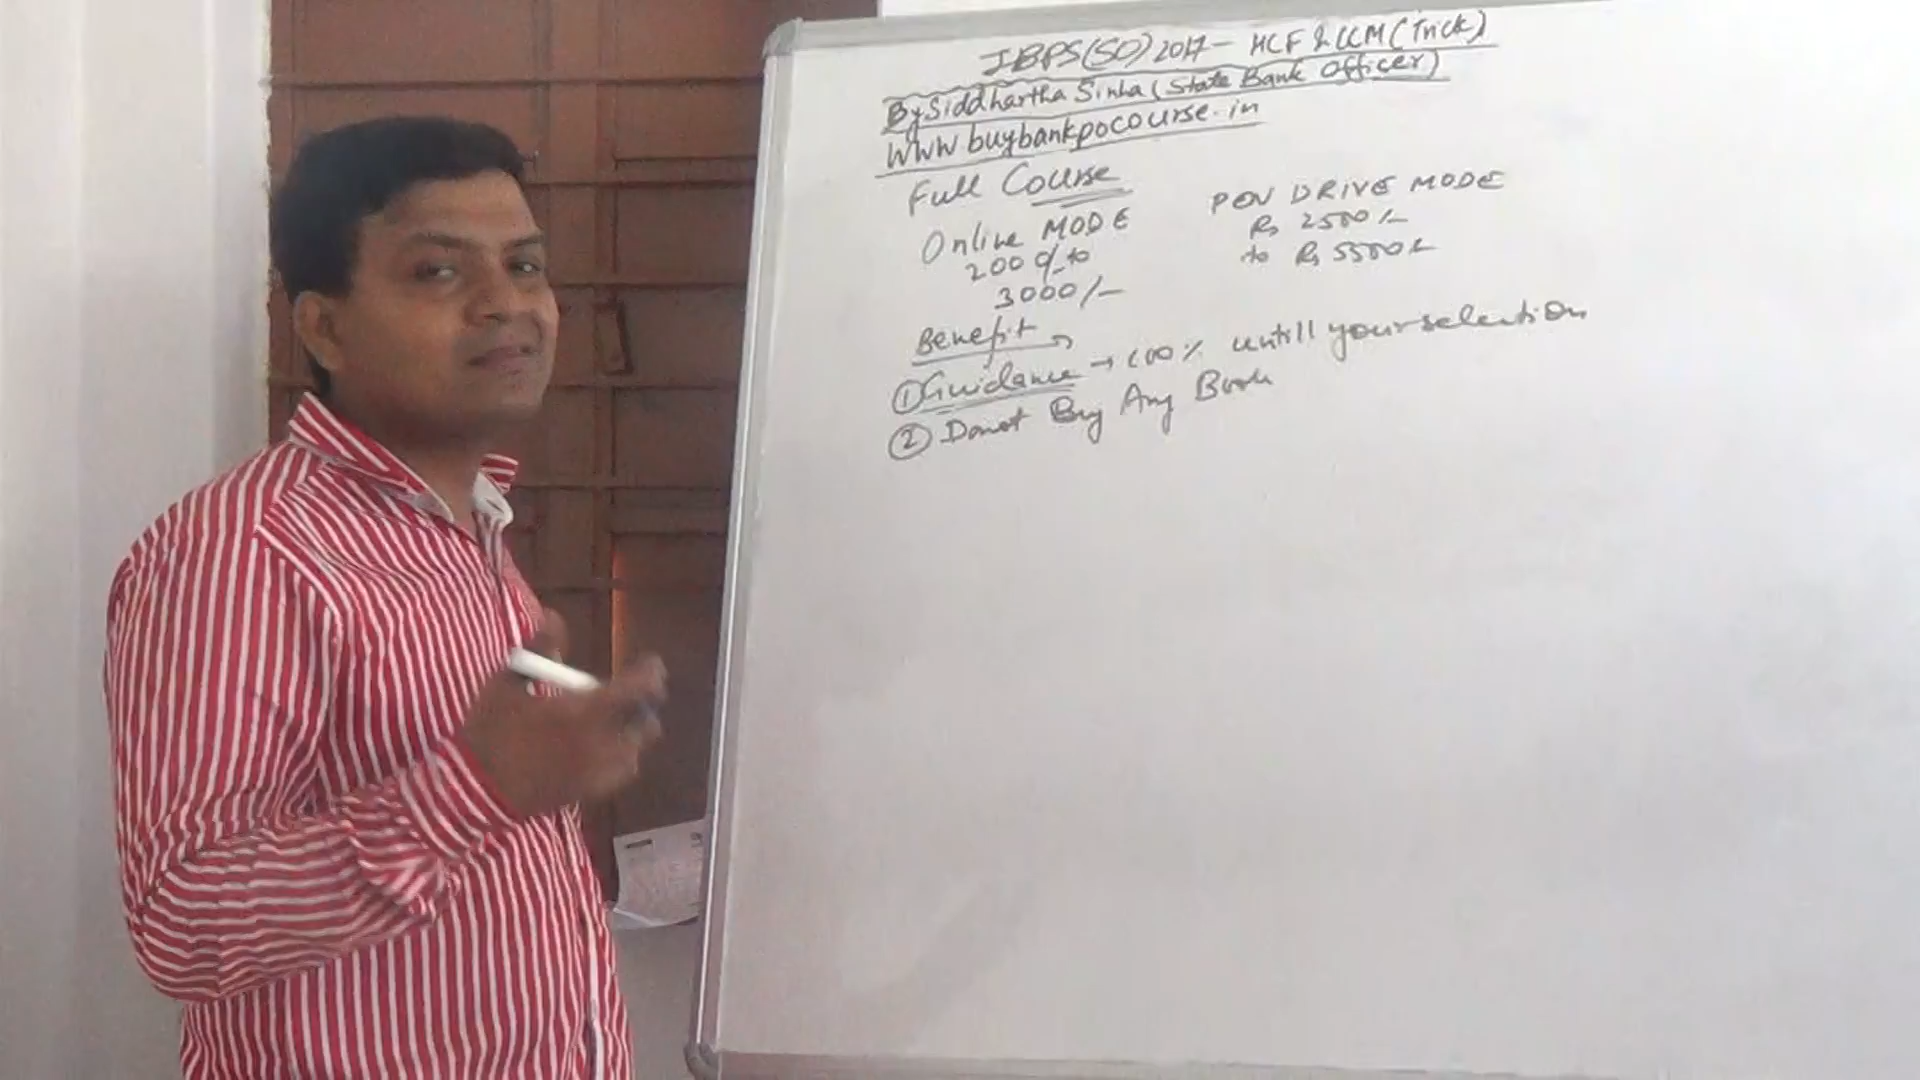 IBPS(SO) 2017 - HCF & LCM (Trick)
By Siddhartha Sinha (State Bank Officer)
www.buybankpocourse.in
Full Course
Online MODE
2000/- to
3000/-
PEN DRIVE MODE
Rs 2500/-
to Rs 5500/-
Benefit
① Guidance → 100% untill your selection
② Donot Buy Any Book